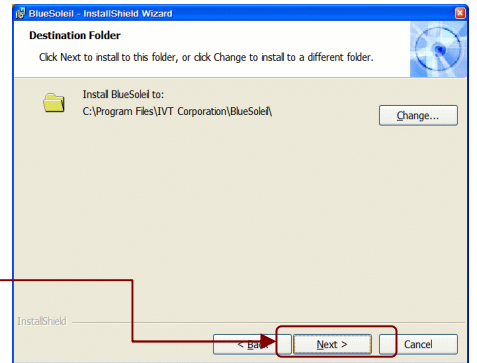 BlueSoleil - InstallShield Wizard
Destination Folder
Click Next to install to this folder, or click Change to install to a different folder.
Install BlueSoleil to:
C:\Program Files\IVT Corporation\BlueSoleil\
Change...
InstallShield
< Back Next > Cancel